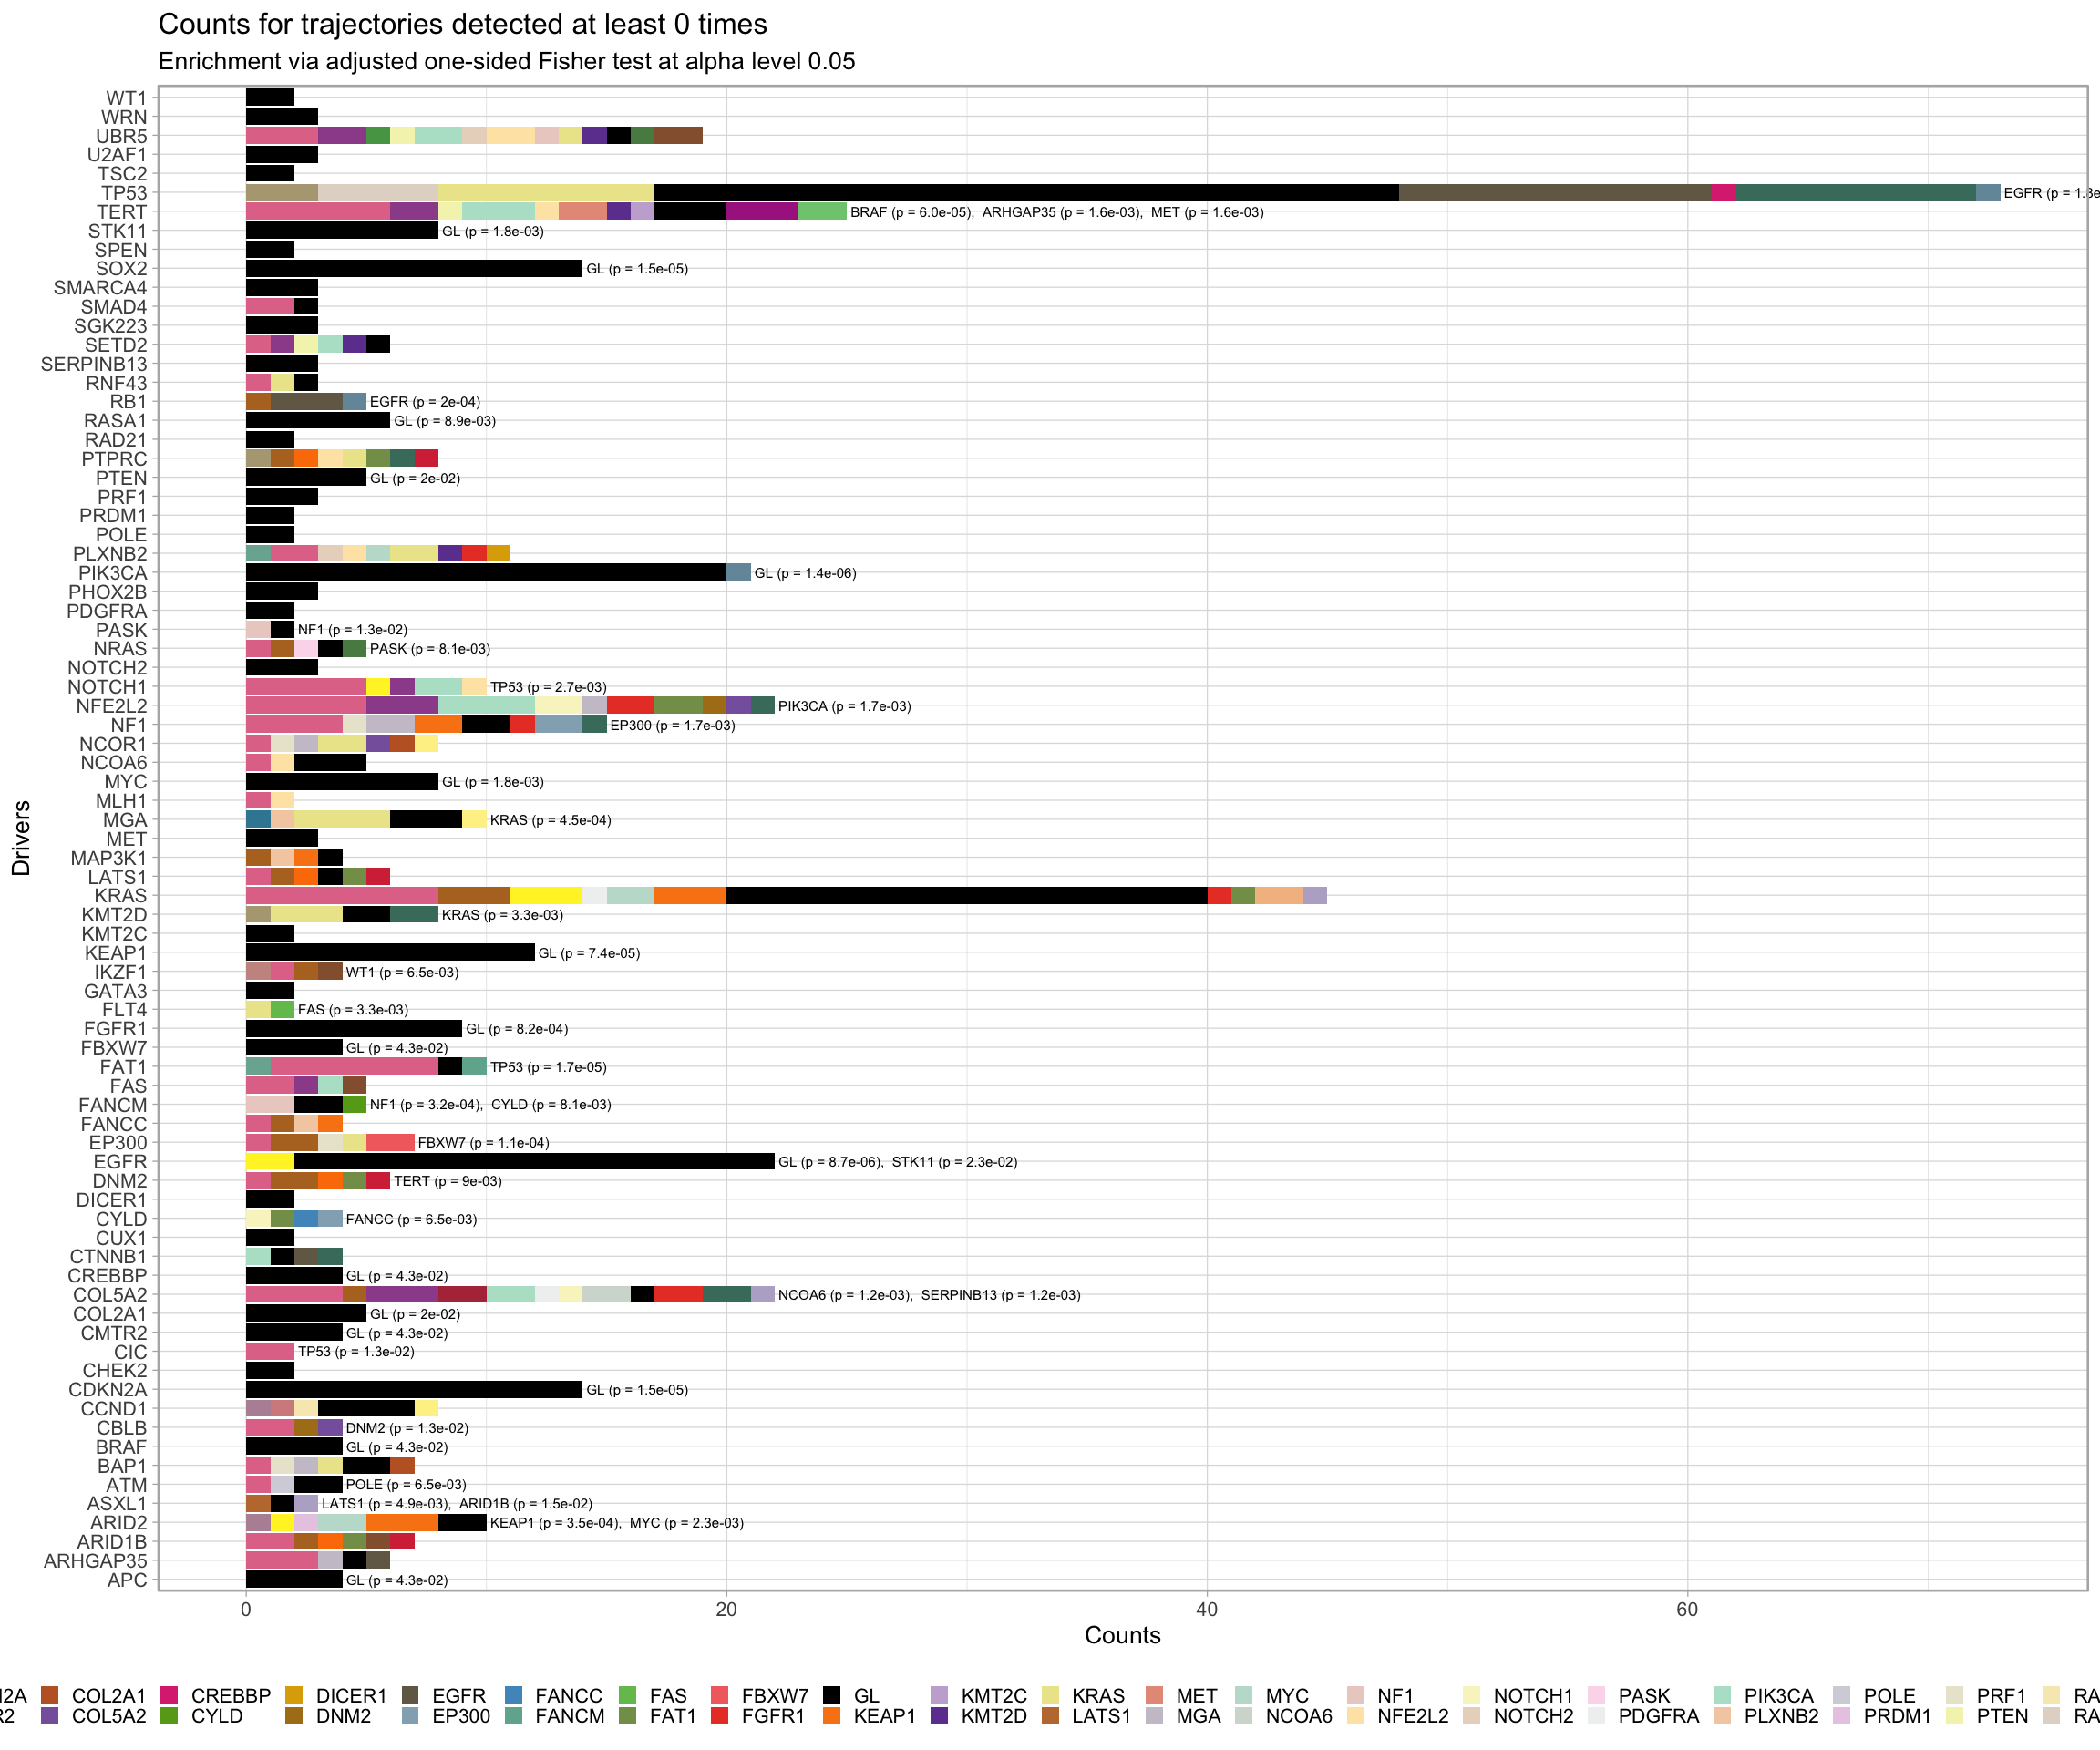 Counts for trajectories detected at least 0 times
Enrichment via adjusted one-sided Fisher test at alpha level 0.05
WT1
WRN
UBR5
U2AF1
TSC2
TP53 EGFR (p = 1.3e
TERT BRAF (p = 6.0e-05), ARHGAP35 (p = 1.6e-03), MET (p = 1.6e-03)
STK11 GL (p = 1.8e-03)
SPEN
SOX2 GL (p = 1.5e-05)
SMARCA4
SMAD4
SGK223
SETD2
SERPINB13
RNF43
RB1 EGFR (p = 2e-04)
RASA1 GL (p = 8.9e-03)
RAD21
PTPRC
PTEN GL (p = 2e-02)
PRF1
PRDM1
POLE
PLXNB2
PIK3CA GL (p = 1.4e-06)
PHOX2B
PDGFRA
PASK NF1 (p = 1.3e-02)
NRAS PASK (p = 8.1e-03)
NOTCH2
NOTCH1 TP53 (p = 2.7e-03)
NFE2L2 PIK3CA (p = 1.7e-03)
NF1 EP300 (p = 1.7e-03)
NCOR1
NCOA6
MYC GL (p = 1.8e-03)
MLH1
MGA KRAS (p = 4.5e-04)
MET
MAP3K1
LATS1
KRAS
KMT2D KRAS (p = 3.3e-03)
KMT2C
KEAP1 GL (p = 7.4e-05)
IKZF1 WT1 (p = 6.5e-03)
GATA3
FLT4 FAS (p = 3.3e-03)
FGFR1 GL (p = 8.2e-04)
FBXW7 GL (p = 4.3e-02)
FAT1 TP53 (p = 1.7e-05)
FAS
FANCM NF1 (p = 3.2e-04), CYLD (p = 8.1e-03)
FANCC
EP300 FBXW7 (p = 1.1e-04)
EGFR GL (p = 8.7e-06), STK11 (p = 2.3e-02)
DNM2 TERT (p = 9e-03)
DICER1
CYLD FANCC (p = 6.5e-03)
CUX1
CTNNB1
CREBBP GL (p = 4.3e-02)
COL5A2 NCOA6 (p = 1.2e-03), SERPINB13 (p = 1.2e-03)
COL2A1 GL (p = 2e-02)
CMTR2 GL (p = 4.3e-02)
CIC TP53 (p = 1.3e-02)
CHEK2
CDKN2A GL (p = 1.5e-05)
CCND1
CBLB DNM2 (p = 1.3e-02)
BRAF GL (p = 4.3e-02)
BAP1
ATM POLE (p = 6.5e-03)
ASXL1 LATS1 (p = 4.9e-03), ARID1B (p = 1.5e-02)
ARID2 KEAP1 (p = 3.5e-04), MYC (p = 2.3e-03)
ARID1B
ARHGAP35
APC GL (p = 4.3e-02)
Drivers
0 20 40 60
Counts
2A COL2A1 CREBBP DICER1 EGFR FANCC FAS FBXW7 GL KMT2C KRAS MET MYC NF1 NOTCH1 PASK PIK3CA POLE PRF1 RA
R2 COL5A2 CYLD DNM2 EP300 FANCM FAT1 FGFR1 KEAP1 KMT2D LATS1 MGA NCOA6 NFE2L2 NOTCH2 PDGFRA PLXNB2 PRDM1 PTEN RA